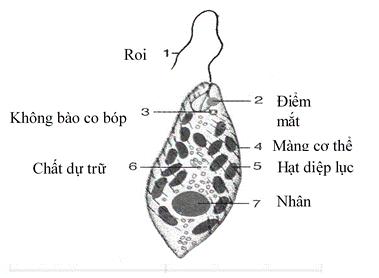 Roi 1
2 Điểm mắt
Không bào co bóp 3
4 Màng cơ thể
Chất dự trữ 6
5 Hạt diệp lục
7 Nhân